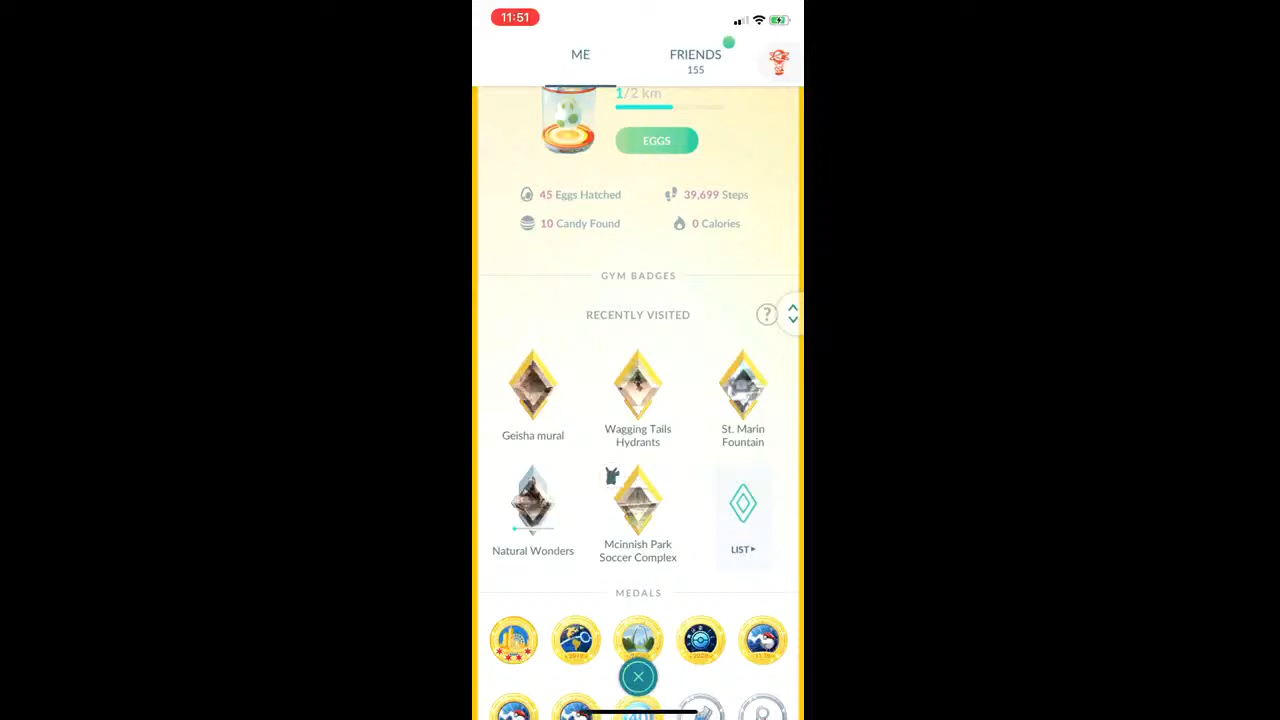 11:51
ME
FRIENDS
155
1/2 km
EGGS
45 Eggs Hatched
39,699 Steps
10 Candy Found
0 Calories
GYM BADGES
RECENTLY VISITED
?
Geisha mural
Wagging Tails
Hydrants
St. Marin
Fountain
Natural Wonders
Mcinnish Park
Soccer Complex
LIST▸
MEDALS